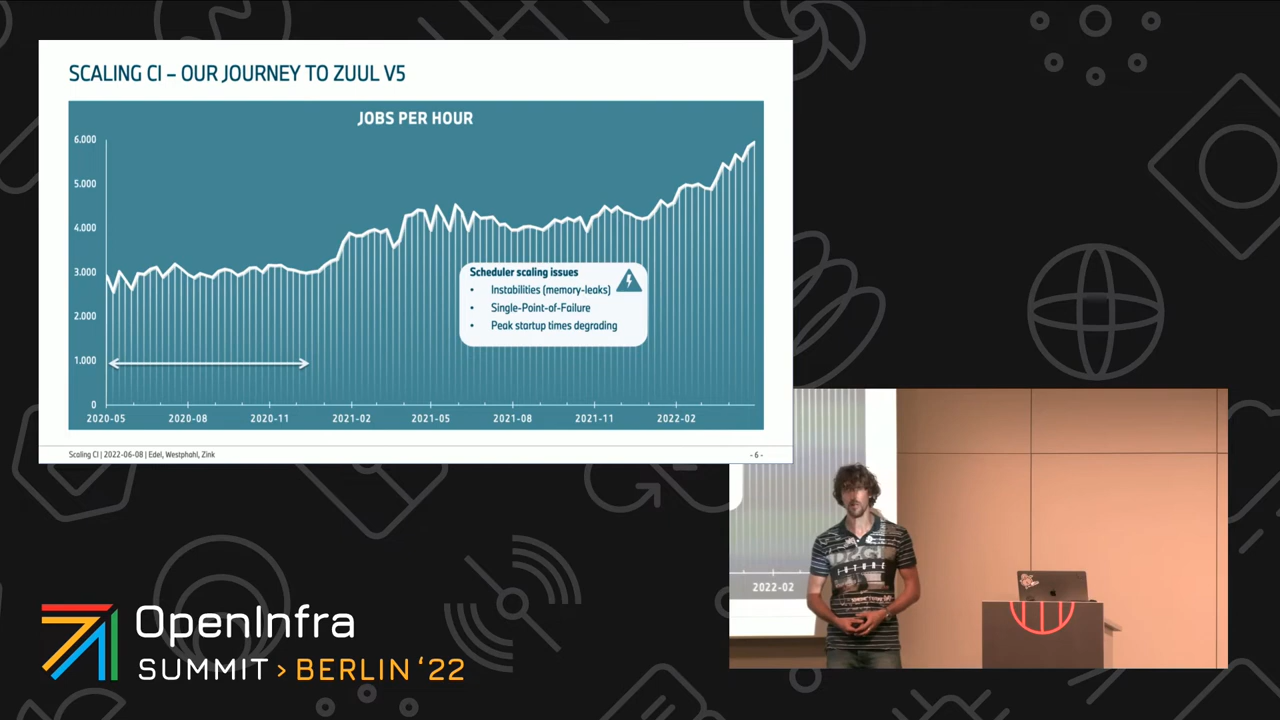 SCALING CI – OUR JOURNEY TO ZUUL V5
JOBS PER HOUR
6.000
5.000
4.000
3.000
2.000
1.000
0
Scheduler scaling issues
• Instabilities (memory-leaks)
• Single-Point-of-Failure
• Peak startup times degrading
2020-05 2020-08 2020-11 2021-02 2021-05 2021-08 2021-11 2022-02
Scaling CI | 2022-06-08 | Edel, Westphahl, Zink
- 6 -
2022-02
FUTURE
OpenInfra
SUMMIT > BERLIN ‘22